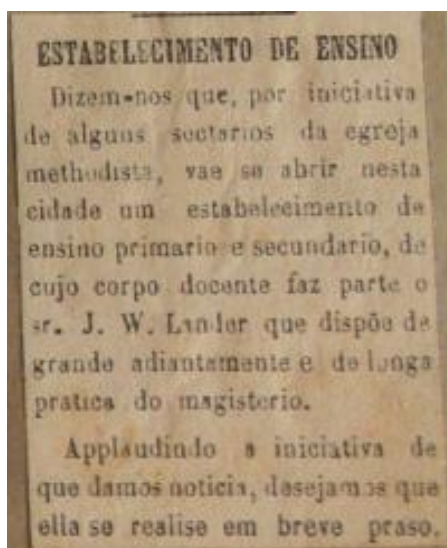 ESTABELECIMENTO DE ENSINO
Dizem-nos que, por iniciativa
de alguns sectarios da egreja
methodista, vae se abrir nesta
cidade um estabelecimento de
ensino primario e secundario, de
cujo corpo docente faz parte o
sr. J. W. Lander que dispõe de
grande adiantamente e de longa
pratica do magisterio.
Applaudindo a iniciativa de
que damos noticia, desejamos que
ella se realise em breve praso.